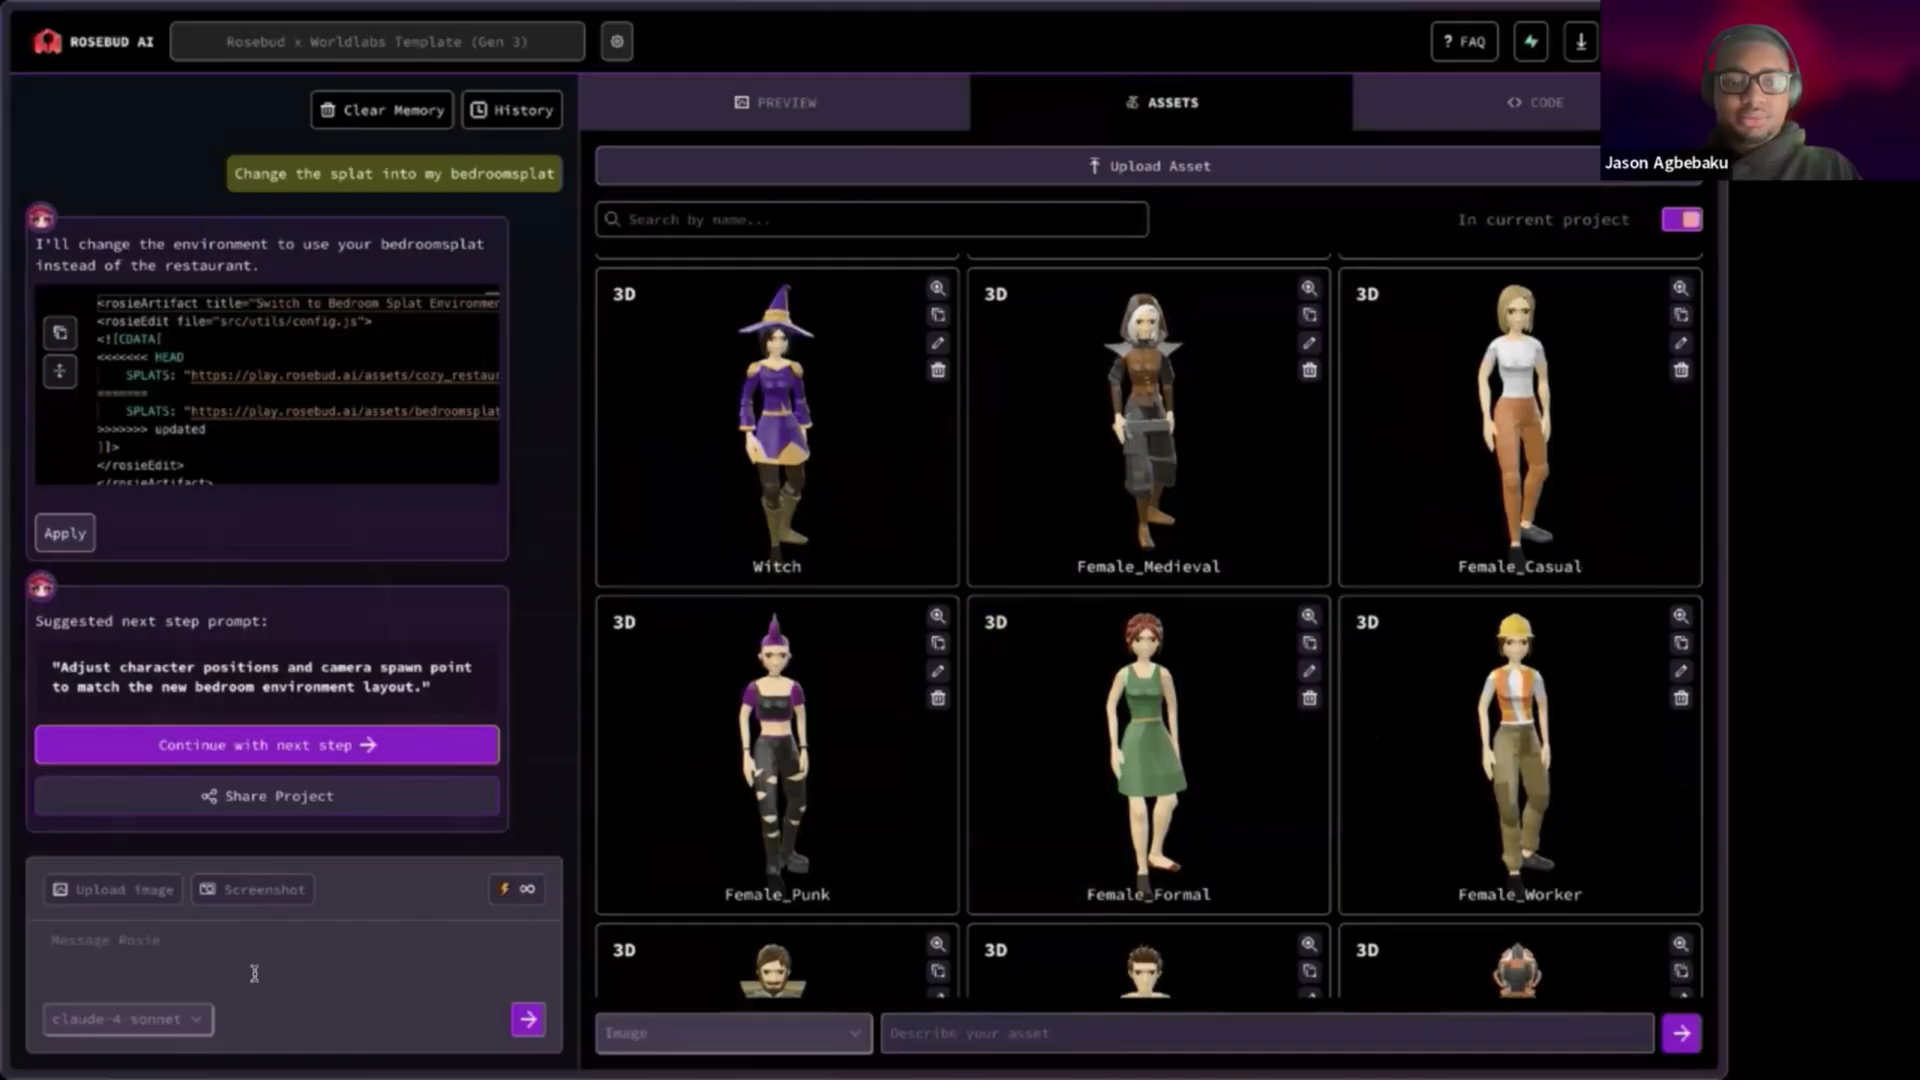 ROSEBUD AI
Rosebud x Worldlabs Template (Gen 3)
? FAQ
Clear Memory
History
PREVIEW
ASSETS
<> CODE
Jason Agbebaku
Change the splat into my bedroomsplat
Upload Asset
Search by name...
In current project
I'll change the environment to use your bedroomsplat
instead of the restaurant.
<rosieArtifact title="Switch to Bedroom Splat Environmen
<rosieEdit file="src/utils/config.js">
<![CDATA[
<<<<<<< HEAD
SPLATS: "https://play.rosebud.ai/assets/cozy_restaur
=======
SPLATS: "https://play.rosebud.ai/assets/bedroomsplat
>>>>>>> updated
]]>
</rosieEdit>
</rosieArtifact>
Apply
Suggested next step prompt:
"Adjust character positions and camera spawn point
to match the new bedroom environment layout."
Continue with next step
Share Project
Upload image
Screenshot
Message Rosie
claude-4-sonnet
3D
Witch
3D
Female_Medieval
3D
Female_Casual
3D
Female_Punk
3D
Female_Formal
3D
Female_Worker
3D
3D
3D
Image
Describe your asset